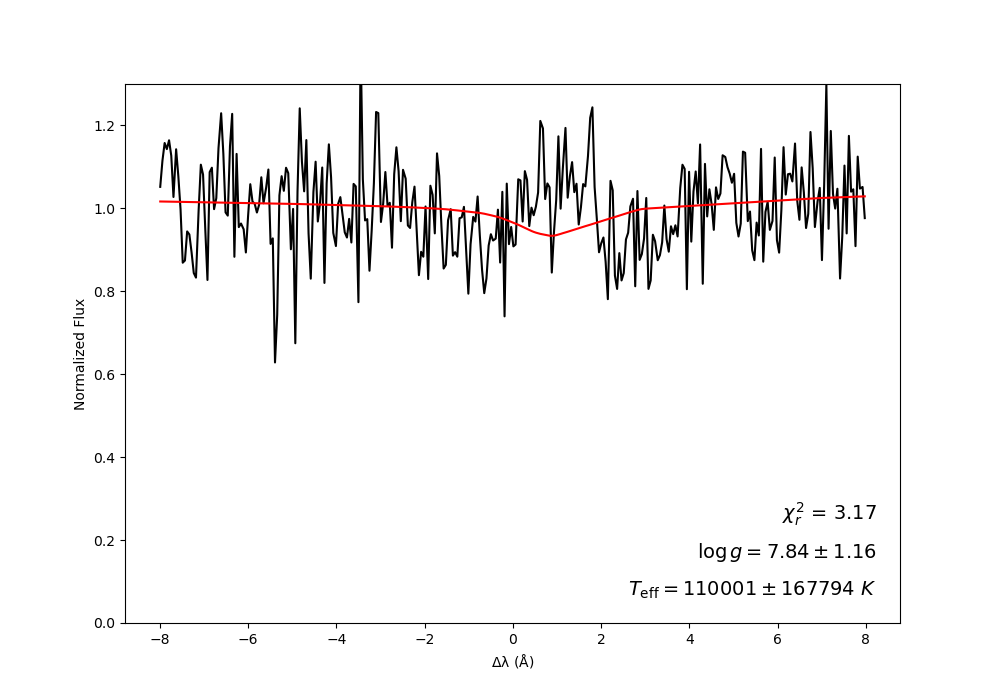 1.2
1.0
0.8
0.6
0.4
0.2
0.0
Normalized Flux
χ²ᵣ = 3.17
log g = 7.84 ± 1.16
T_eff = 110001 ± 167794 K
−8 −6 −4 −2 0 2 4 6 8
Δλ (Å)